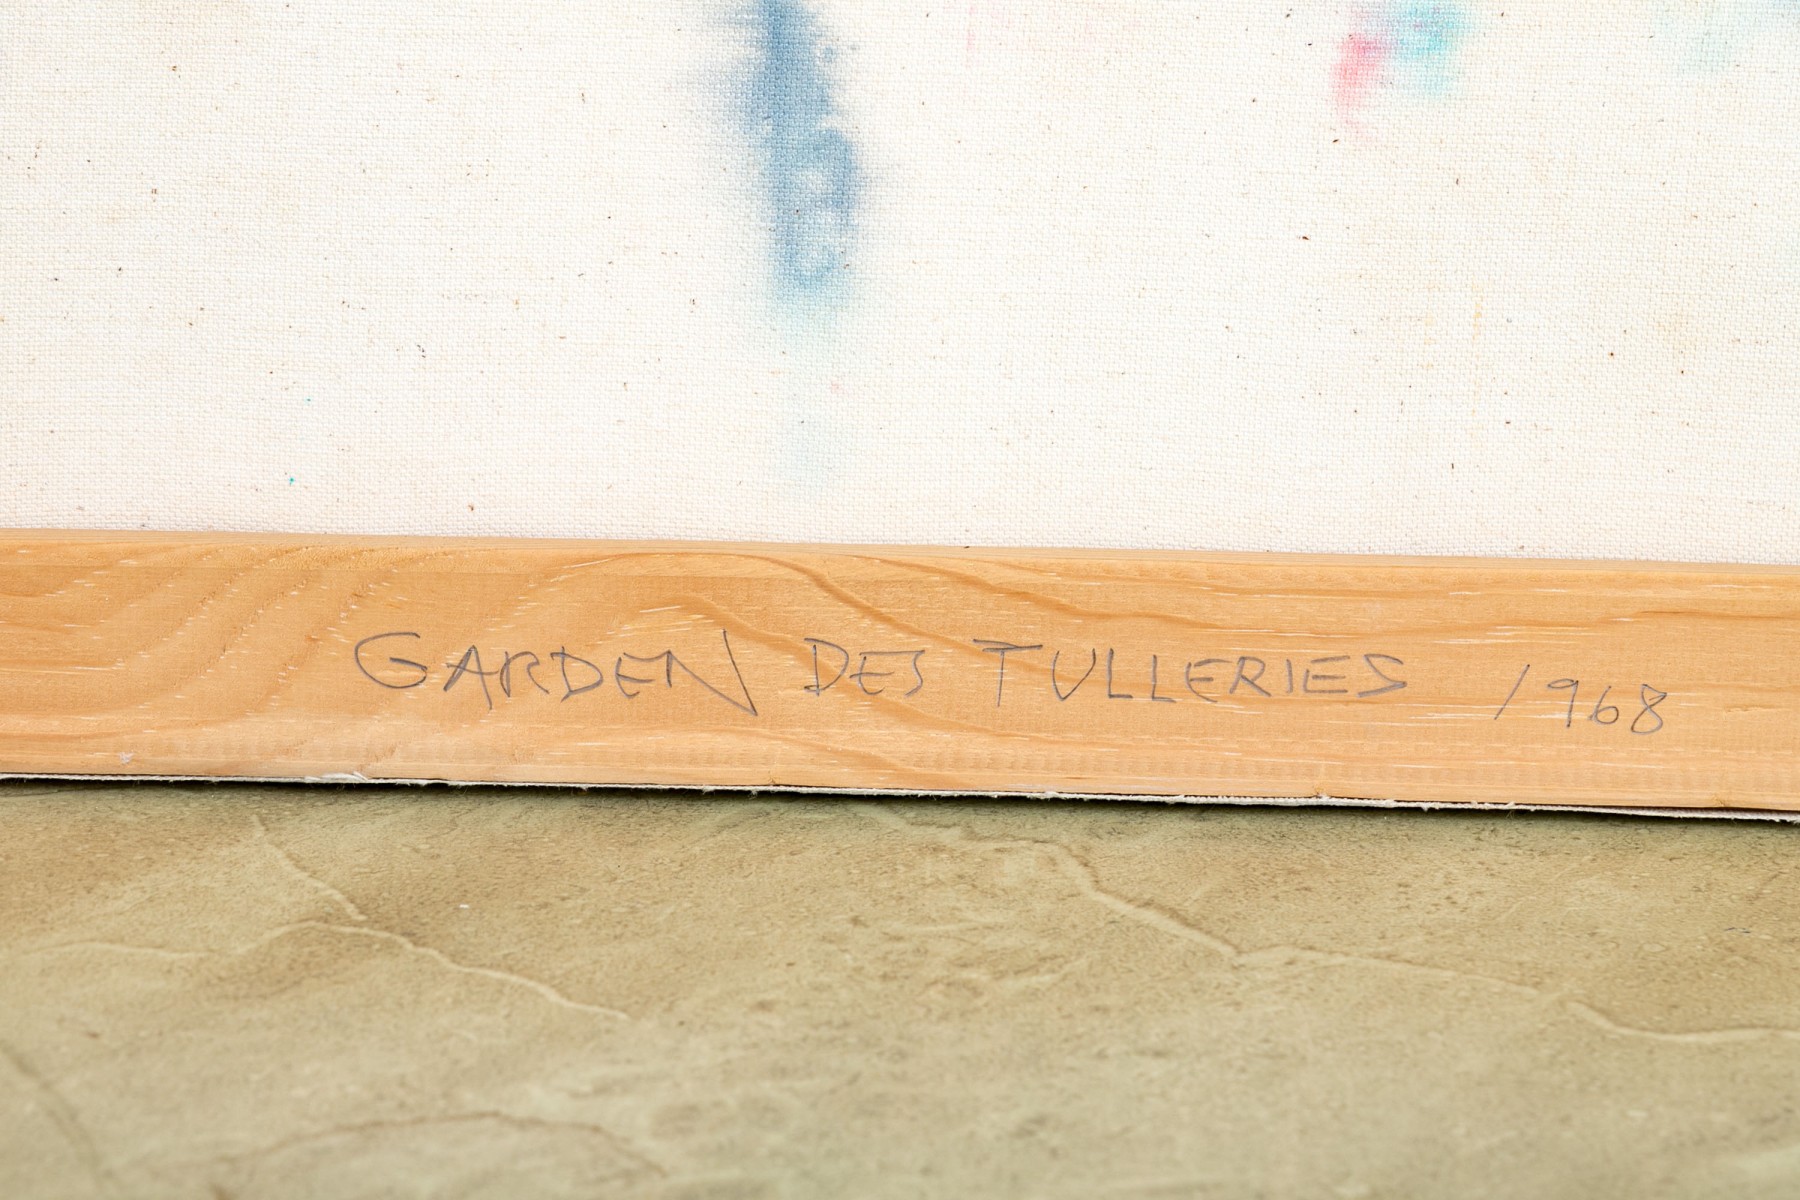 GARDEN DES TULLERIES 1968